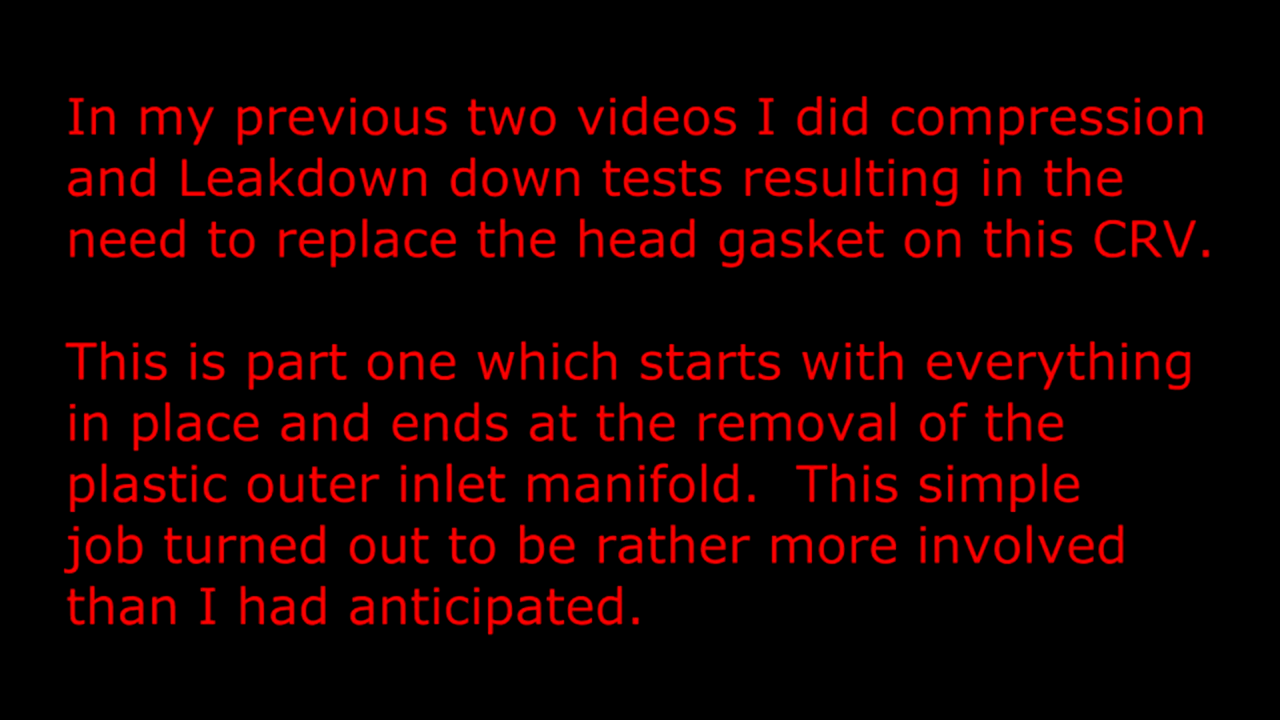 In my previous two videos I did compression
and Leakdown down tests resulting in the
need to replace the head gasket on this CRV.
This is part one which starts with everything
in place and ends at the removal of the
plastic outer inlet manifold.  This simple
job turned out to be rather more involved
than I had anticipated.